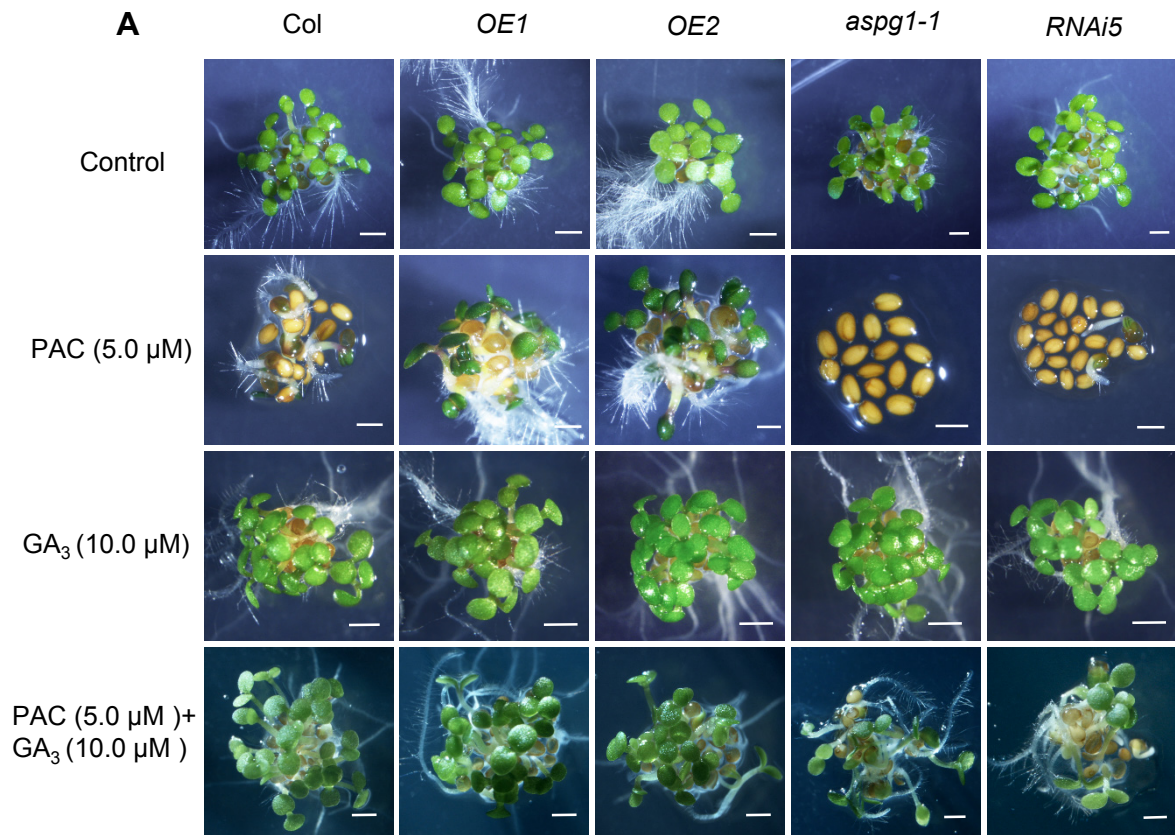 A Col OE1 OE2 aspg1-1 RNAi5
Control
PAC (5.0 µM)
GA₃ (10.0 µM)
PAC (5.0 µM )+
GA₃ (10.0 µM )